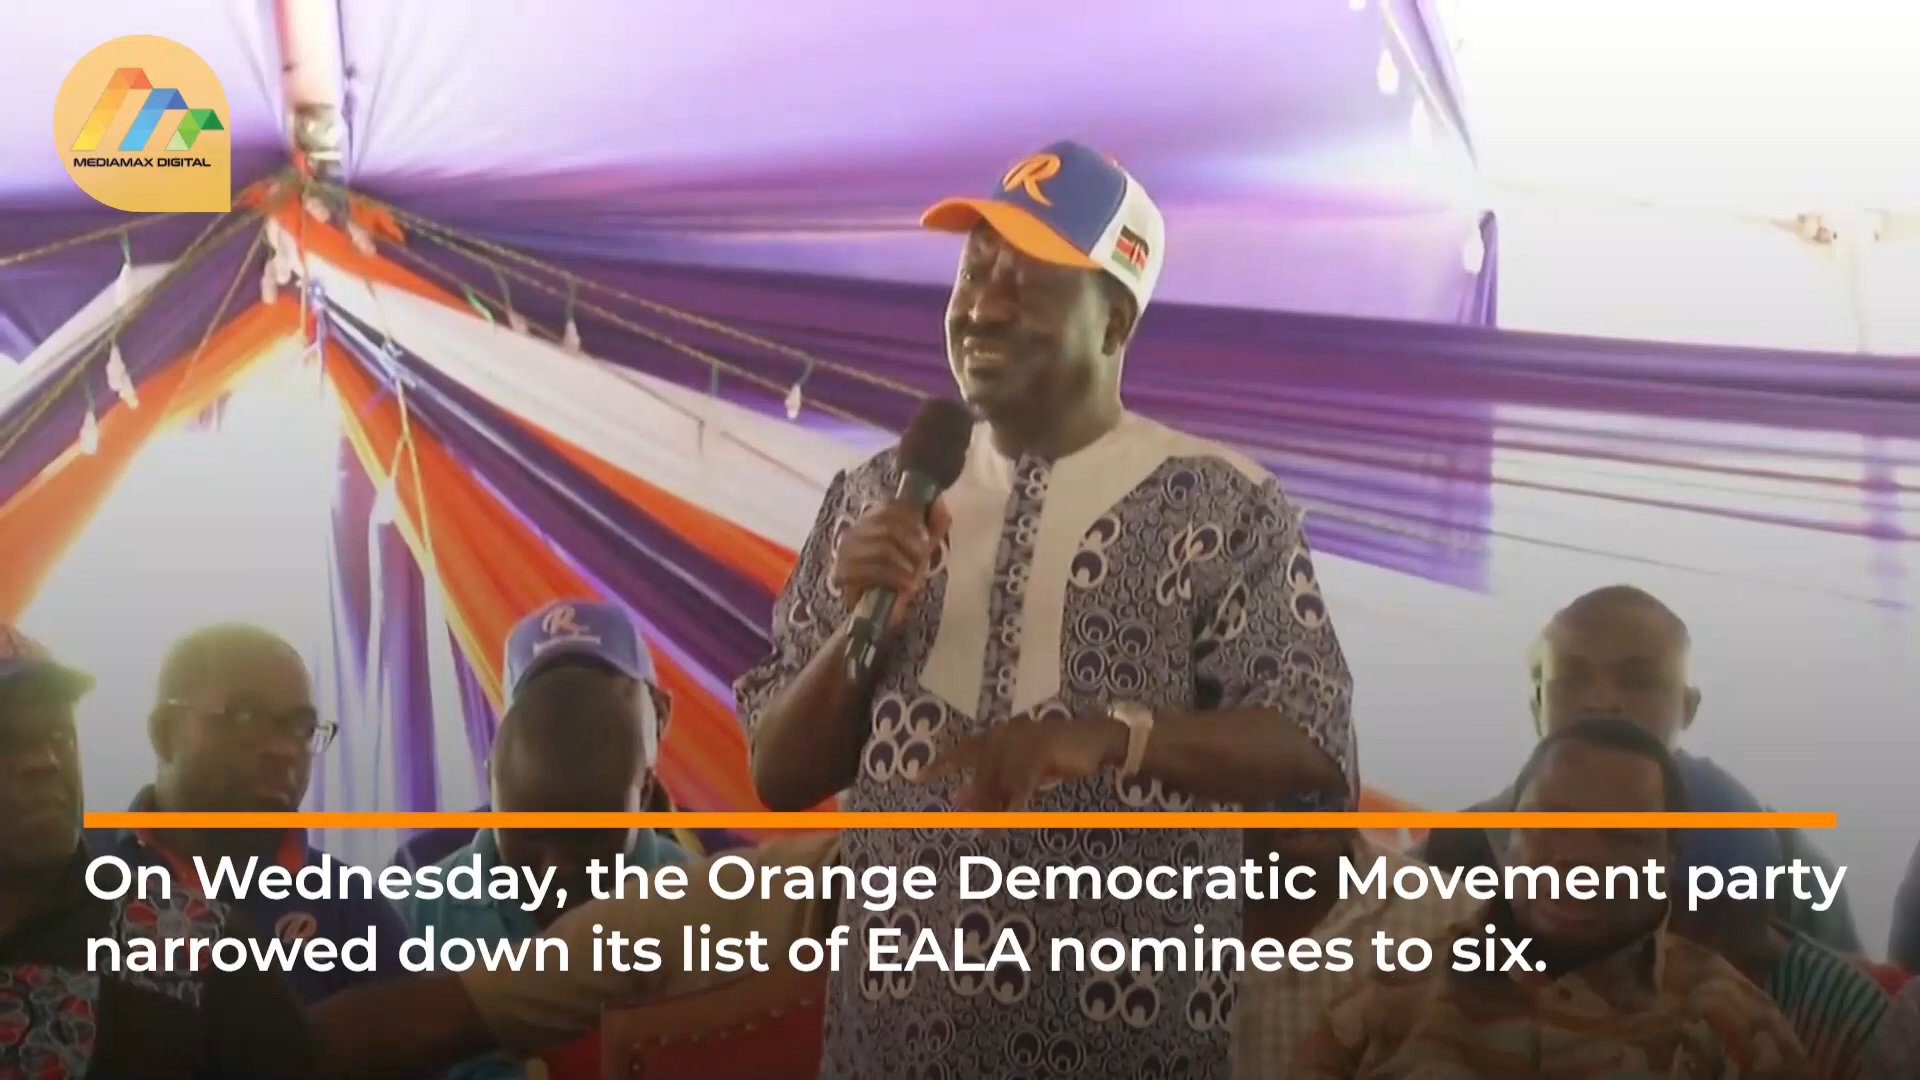 MEDIAMAX DIGITAL
R
R
On Wednesday, the Orange Democratic Movement party
narrowed down its list of EALA nominees to six.